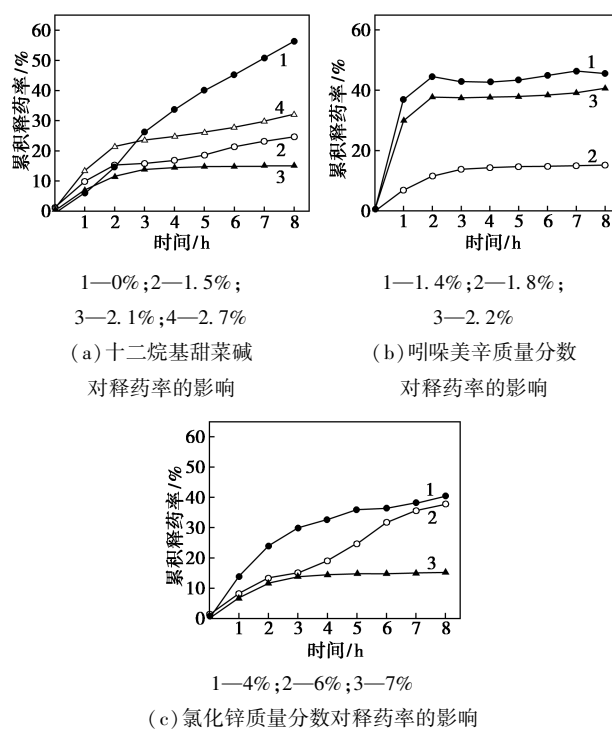 累积释药率/%
60
50
40
30
20
10
0
1
4
2
3
1 2 3 4 5 6 7 8
时间/h
1—0%;2—1.5%;
3—2.1%;4—2.7%
(a)十二烷基甜菜碱
对释药率的影响
累积释药率/%
60
40
20
0
1
3
2
1 2 3 4 5 6 7 8
时间/h
1—1.4%;2—1.8%;
3—2.2%
(b)吲哚美辛质量分数
对释药率的影响
累积释药率/%
60
50
40
30
20
10
0
1
2
3
1 2 3 4 5 6 7 8
时间/h
1—4%;2—6%;3—7%
(c)氯化锌质量分数对释药率的影响